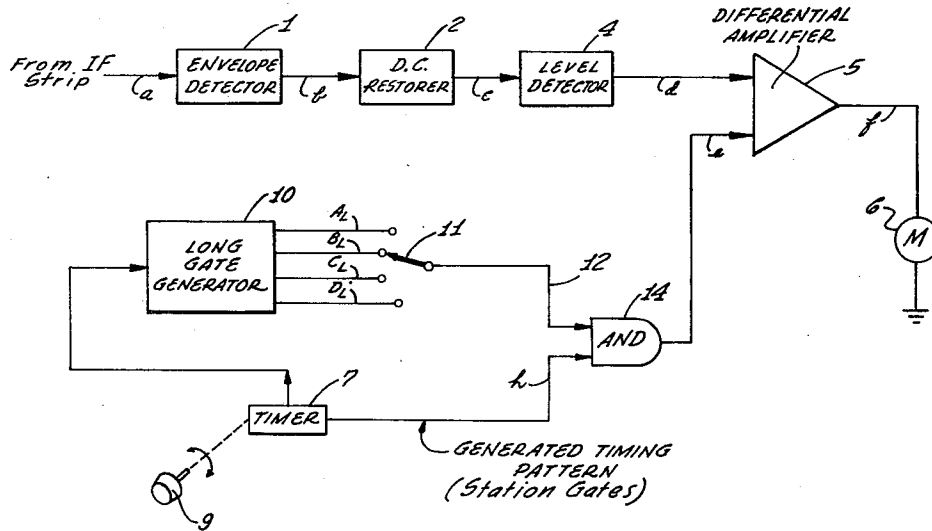 DIFFERENTIAL
AMPLIFIER
1
2
4
5
From IF
Strip
a
ENVELOPE
DETECTOR
b
D.C.
RESTORER
c
LEVEL
DETECTOR
d
e
f
6
M
10
LONG
GATE
GENERATOR
AL
BL
CL
DL
11
12
14
AND
h
7
TIMER
9
GENERATED TIMING
PATTERN
(Station Gates)